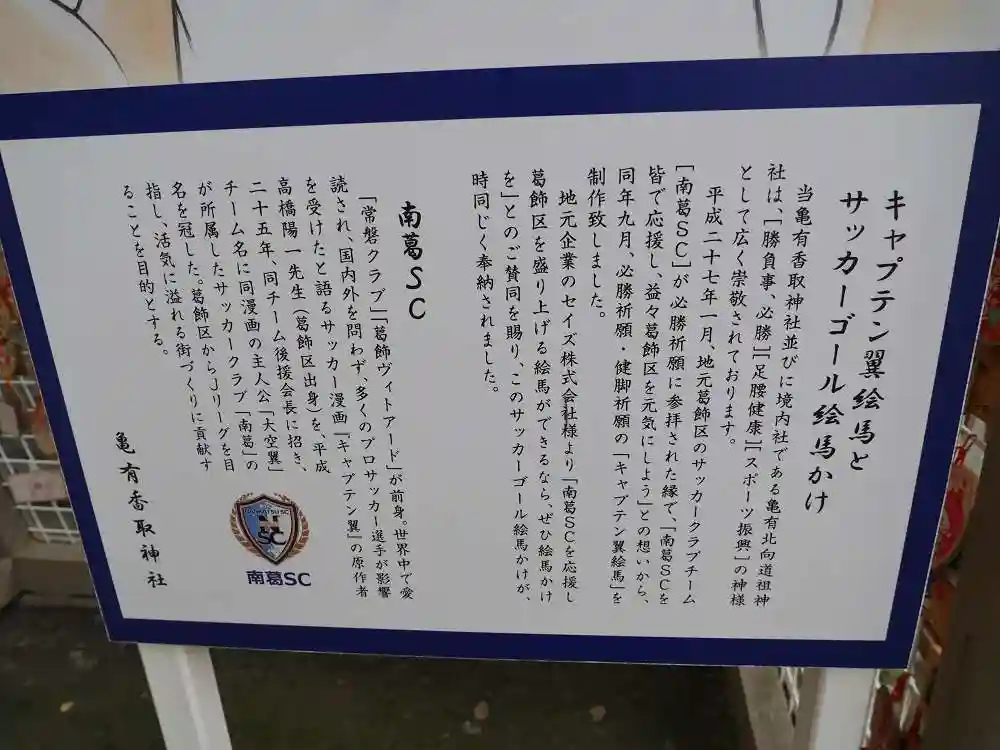 キャプテン翼絵馬と
サッカーゴール絵馬かけ
当亀有香取神社並びに境内社である亀有北向道祖神
社は、「勝負事、必勝」「足腰健康」「スポーツ振興」の神様
として広く崇敬されております。
平成二十七年一月、地元葛飾区のサッカークラブチーム
「南葛SC」が必勝祈願に参拝された縁で、「南葛SCを
皆で応援し、益々葛飾区を元気にしよう」との想いから、
同年九月、必勝祈願・健脚祈願の「キャプテン翼絵馬」を
制作致しました。
地元企業のセイズ株式会社様より「南葛SCを応援し
葛飾区を盛り上げる絵馬ができるなら、ぜひ絵馬かけ
を」とのご賛同を賜り、このサッカーゴール絵馬かけが、
時同じく奉納されました。
南葛SC
「常磐クラブ」「葛飾ヴィトアード」が前身。世界中で愛
読され、国内外を問わず、多くのプロサッカー選手が影響
を受けたと語るサッカー漫画「キャプテン翼」の原作者
高橋陽一先生(葛飾区出身)を、平成
二十五年、同チーム後援会長に招き、
チーム名に同漫画の主人公「大空翼」
が所属したサッカークラブ「南葛」の
名を冠した。葛飾区からJリーグを目
指し、活気に溢れる街づくりに貢献す
ることを目的とする。
亀有香取神社
SC
南葛SC